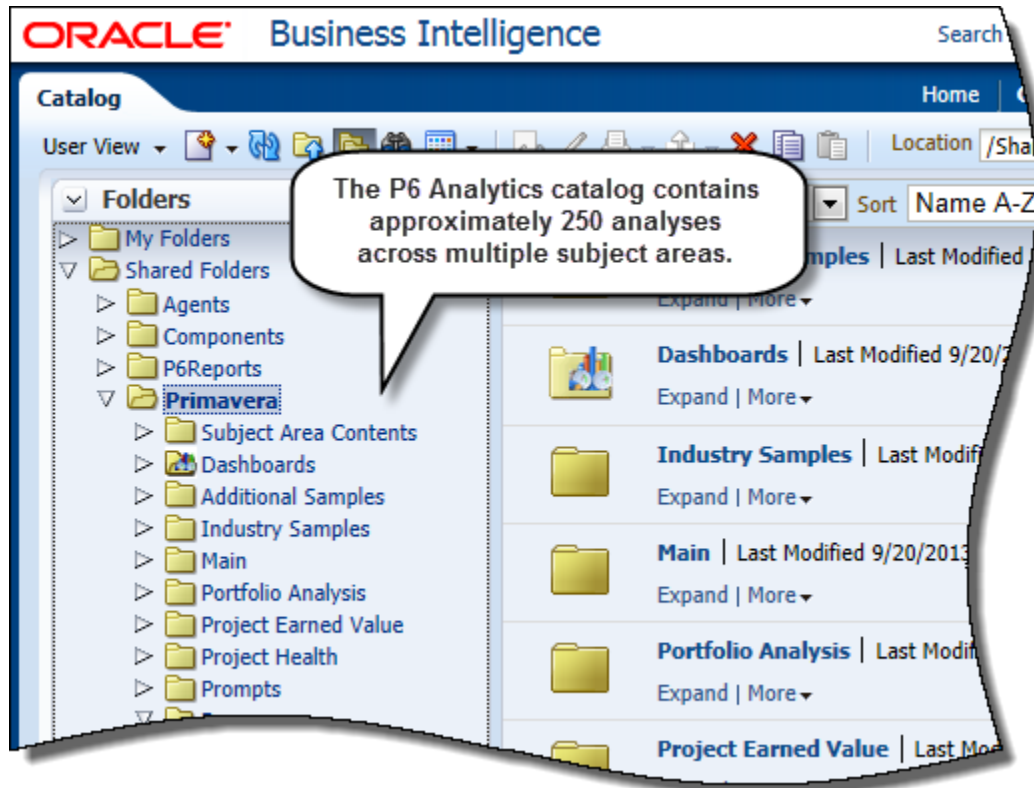 ORACLE Business Intelligence
Search
Catalog
Home
User View
Location /Sha
Folders
Sort Name A-Z
The P6 Analytics catalog contains
approximately 250 analyses
across multiple subject areas.
My Folders
Shared Folders
Agents
Components
P6Reports
Primavera
Subject Area Contents
Dashboards
Additional Samples
Industry Samples
Main
Portfolio Analysis
Project Earned Value
Project Health
Prompts
mples | Last Modified
Expand | More
Dashboards | Last Modified 9/20/2
Expand | More
Industry Samples | Last Modif
Expand | More
Main | Last Modified 9/20/2013
Expand | More
Portfolio Analysis | Last Modif
Expand | More
Project Earned Value | Last Mod